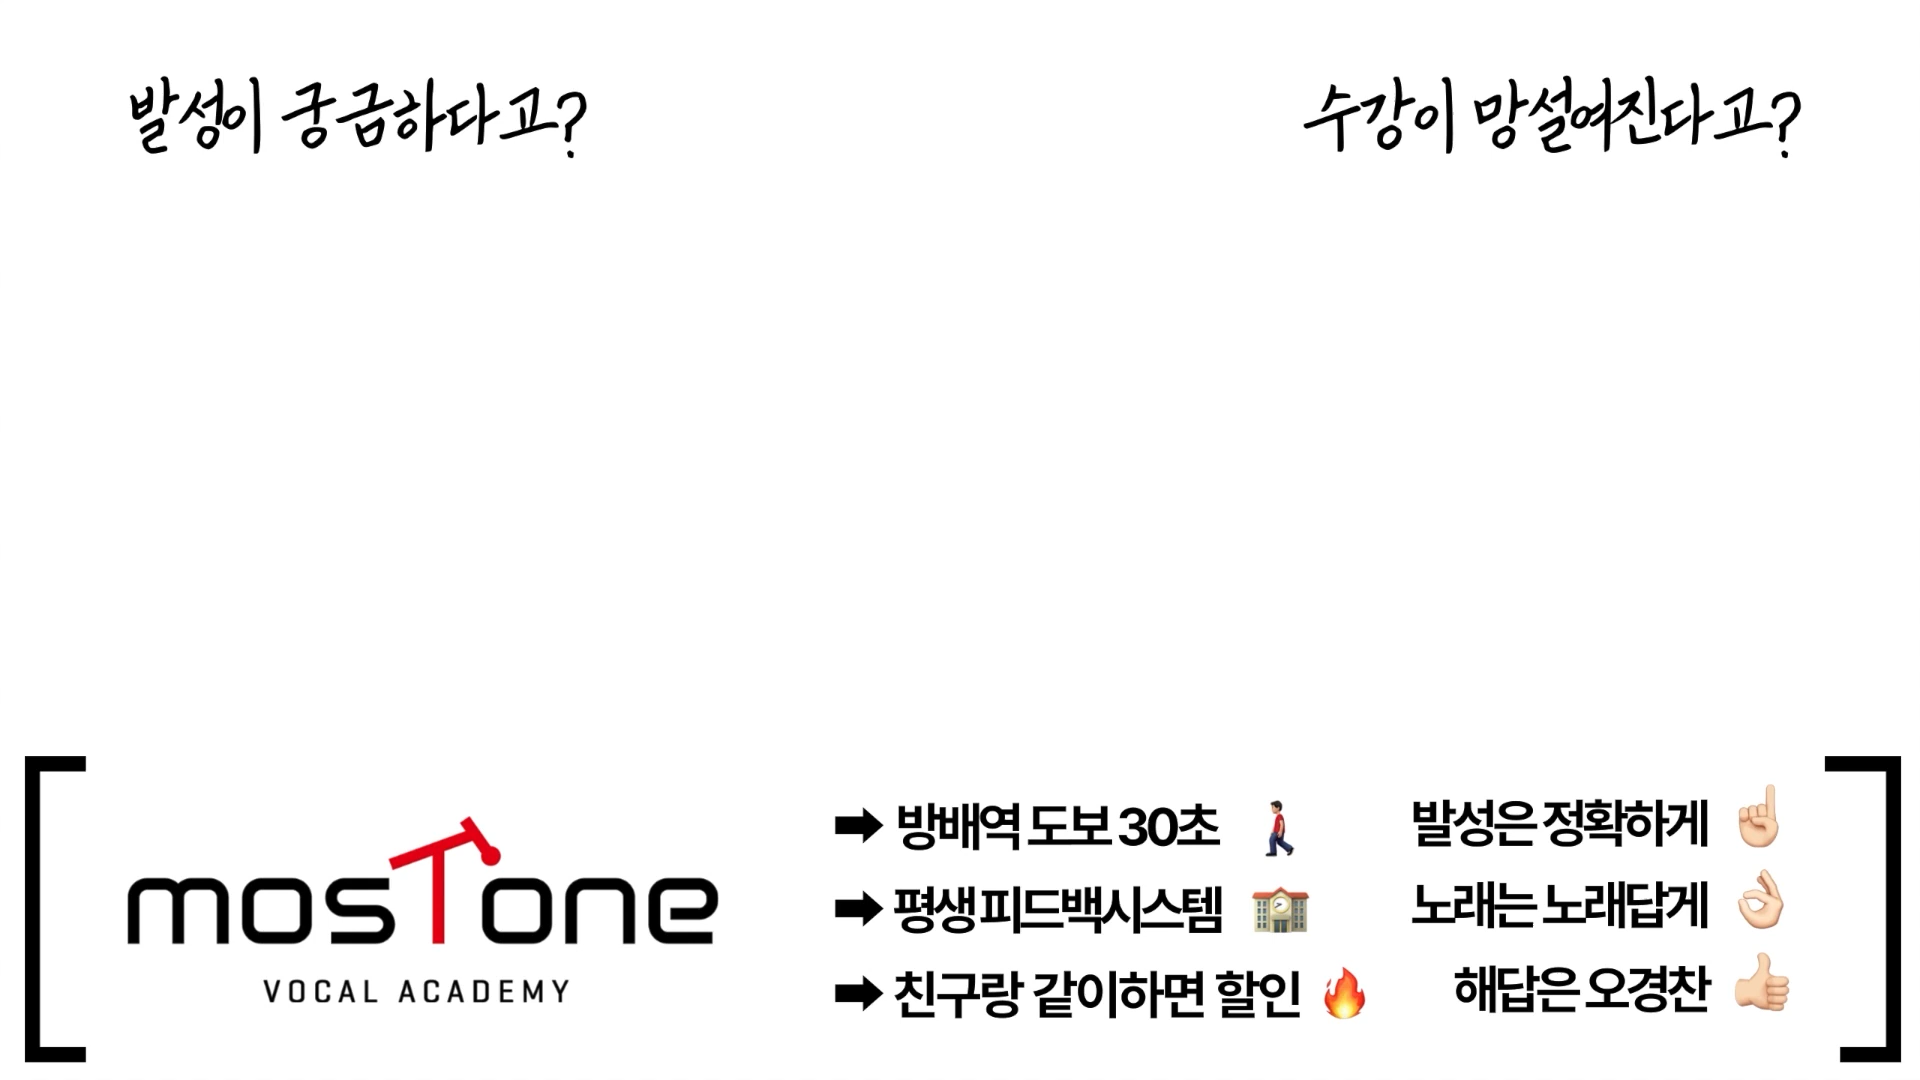 발성이 궁금하다고?
수강이 망설여진다고?
mosTone
VOCAL ACADEMY
➡ 방배역 도보 30초 🚶
➡ 평생 피드백시스템 🏫
➡ 친구랑 같이하면 할인 🔥
발성은 정확하게 ☝🏻
노래는 노래답게 👌🏻
해답은 오경찬 👍🏻